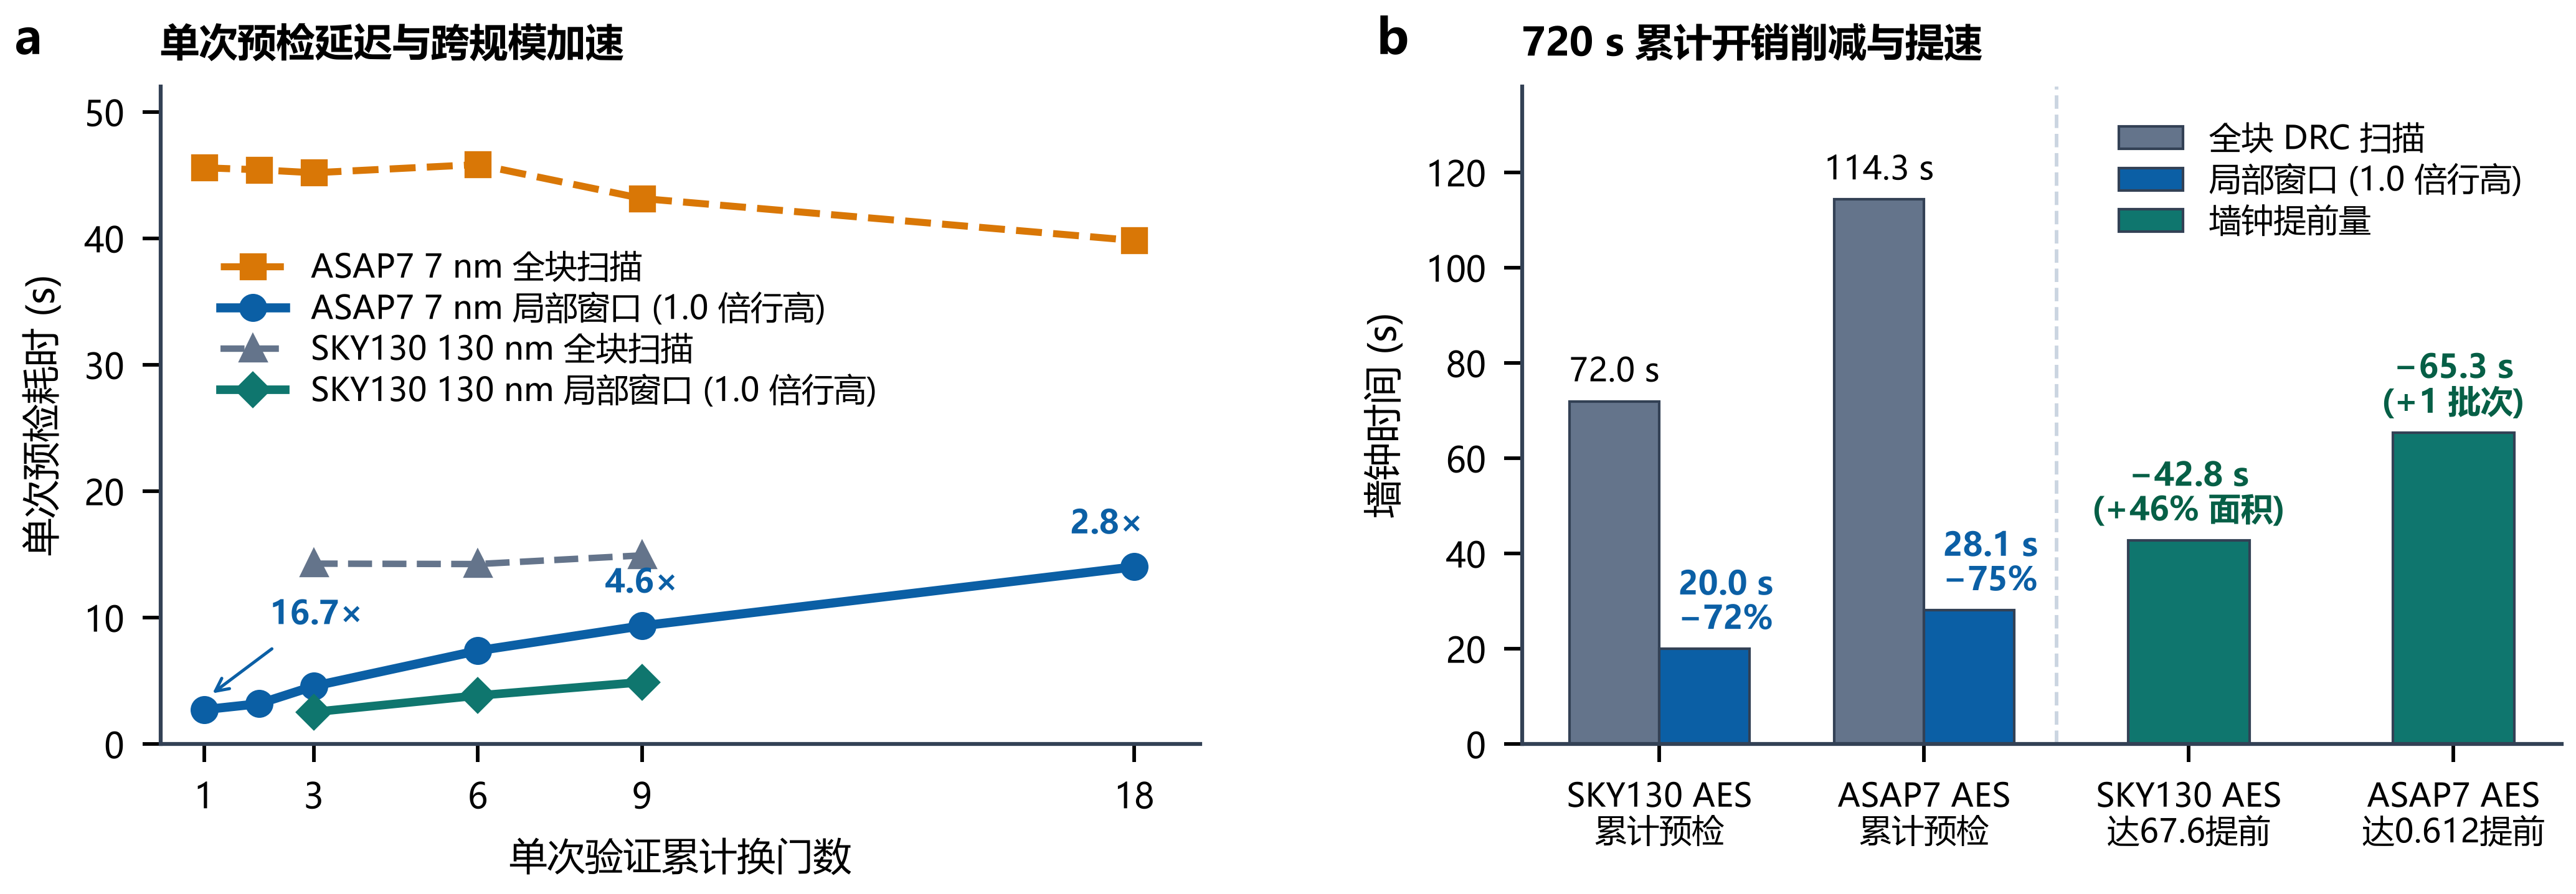 a
单次预检延迟与跨规模加速
单次预检耗时 (s)
50
40
30
20
10
0
ASAP7 7 nm 全块扫描
ASAP7 7 nm 局部窗口 (1.0 倍行高)
SKY130 130 nm 全块扫描
SKY130 130 nm 局部窗口 (1.0 倍行高)
16.7×
4.6×
2.8×
1
3
6
9
18
单次验证累计换门数
b
720 s 累计开销削减与提速
墙钟时间 (s)
120
100
80
60
40
20
0
全块 DRC 扫描
局部窗口 (1.0 倍行高)
墙钟提前量
72.0 s
20.0 s
−72%
114.3 s
28.1 s
−75%
−42.8 s
(+46% 面积)
−65.3 s
(+1 批次)
SKY130 AES
累计预检
ASAP7 AES
累计预检
SKY130 AES
达67.6提前
ASAP7 AES
达0.612提前